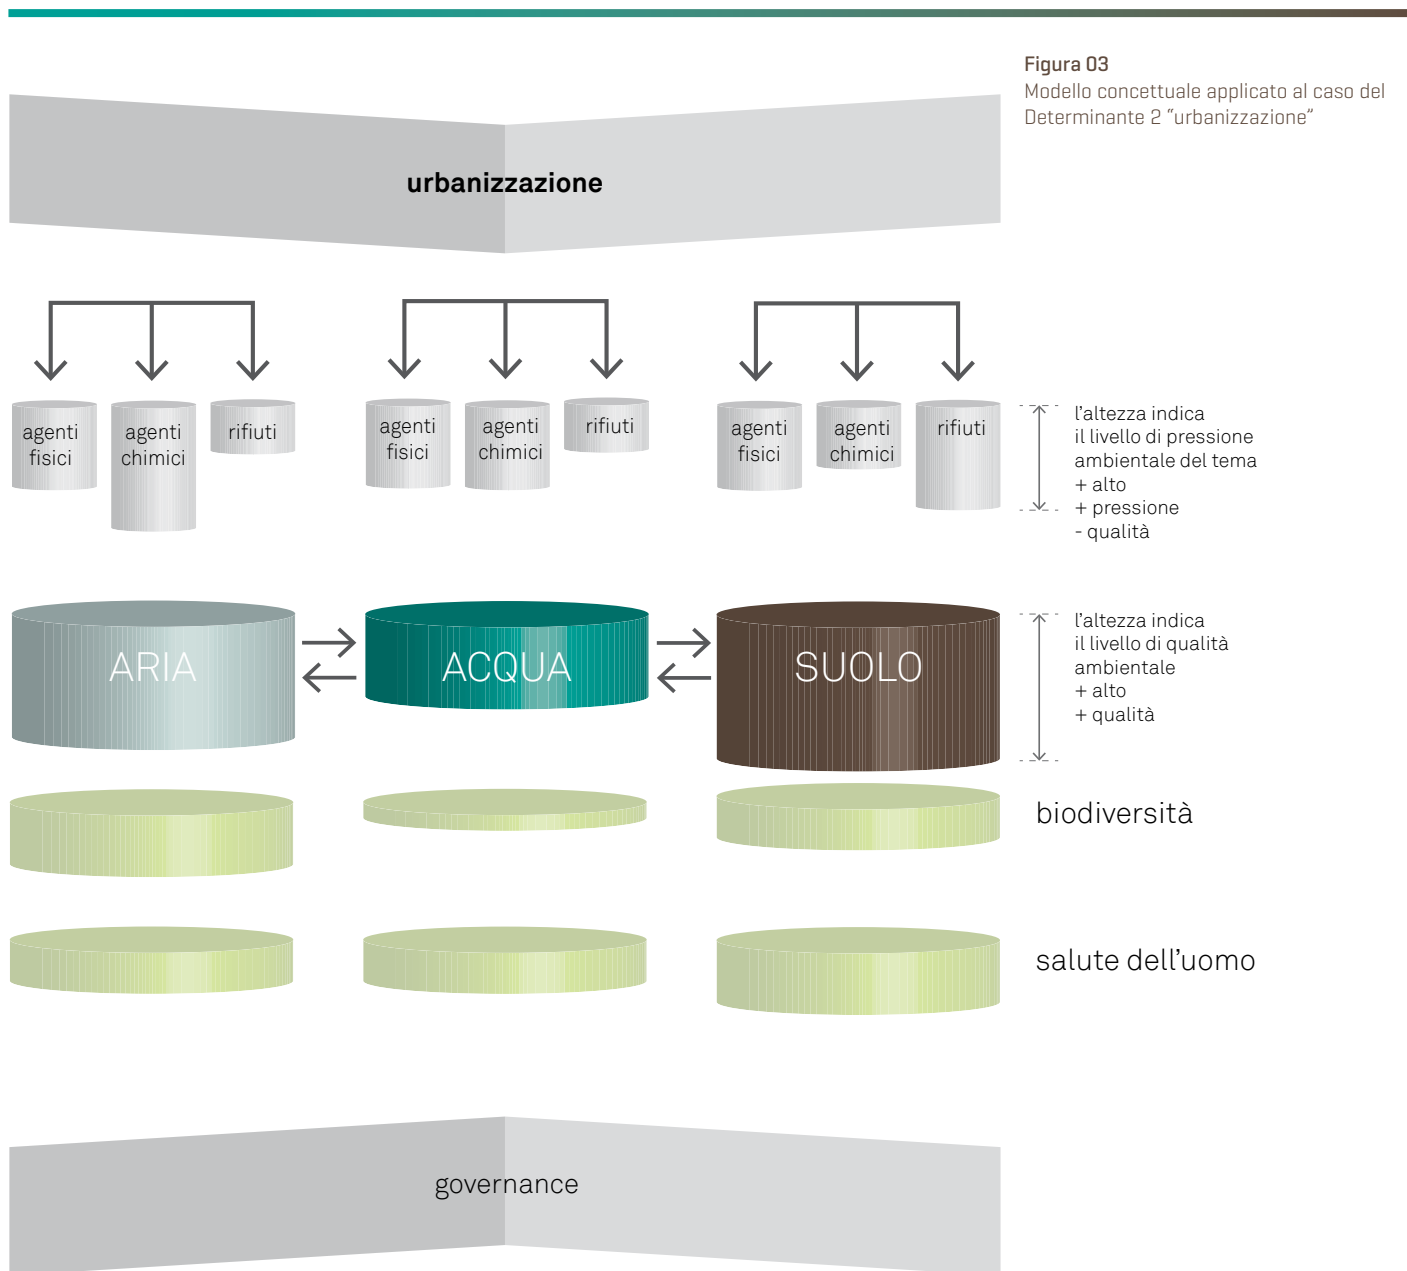 Figura 03
Modello concettuale applicato al caso del
Determinante 2 “urbanizzazione”
urbanizzazione
agenti
fisici
agenti
chimici
rifiuti
agenti
fisici
agenti
chimici
rifiuti
agenti
fisici
agenti
chimici
rifiuti
l’altezza indica
il livello di pressione
ambientale del tema
+ alto
+ pressione
- qualità
ARIA
ACQUA
SUOLO
l’altezza indica
il livello di qualità
ambientale
+ alto
+ qualità
biodiversità
salute dell’uomo
governance